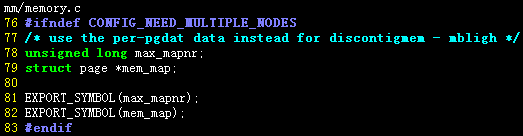 mm/memory.c
76 #ifndef CONFIG_NEED_MULTIPLE_NODES
77 /* use the per-pgdat data instead for discontigmem - mbligh */
78 unsigned long max_mapnr;
79 struct page *mem_map;
80
81 EXPORT_SYMBOL(max_mapnr);
82 EXPORT_SYMBOL(mem_map);
83 #endif